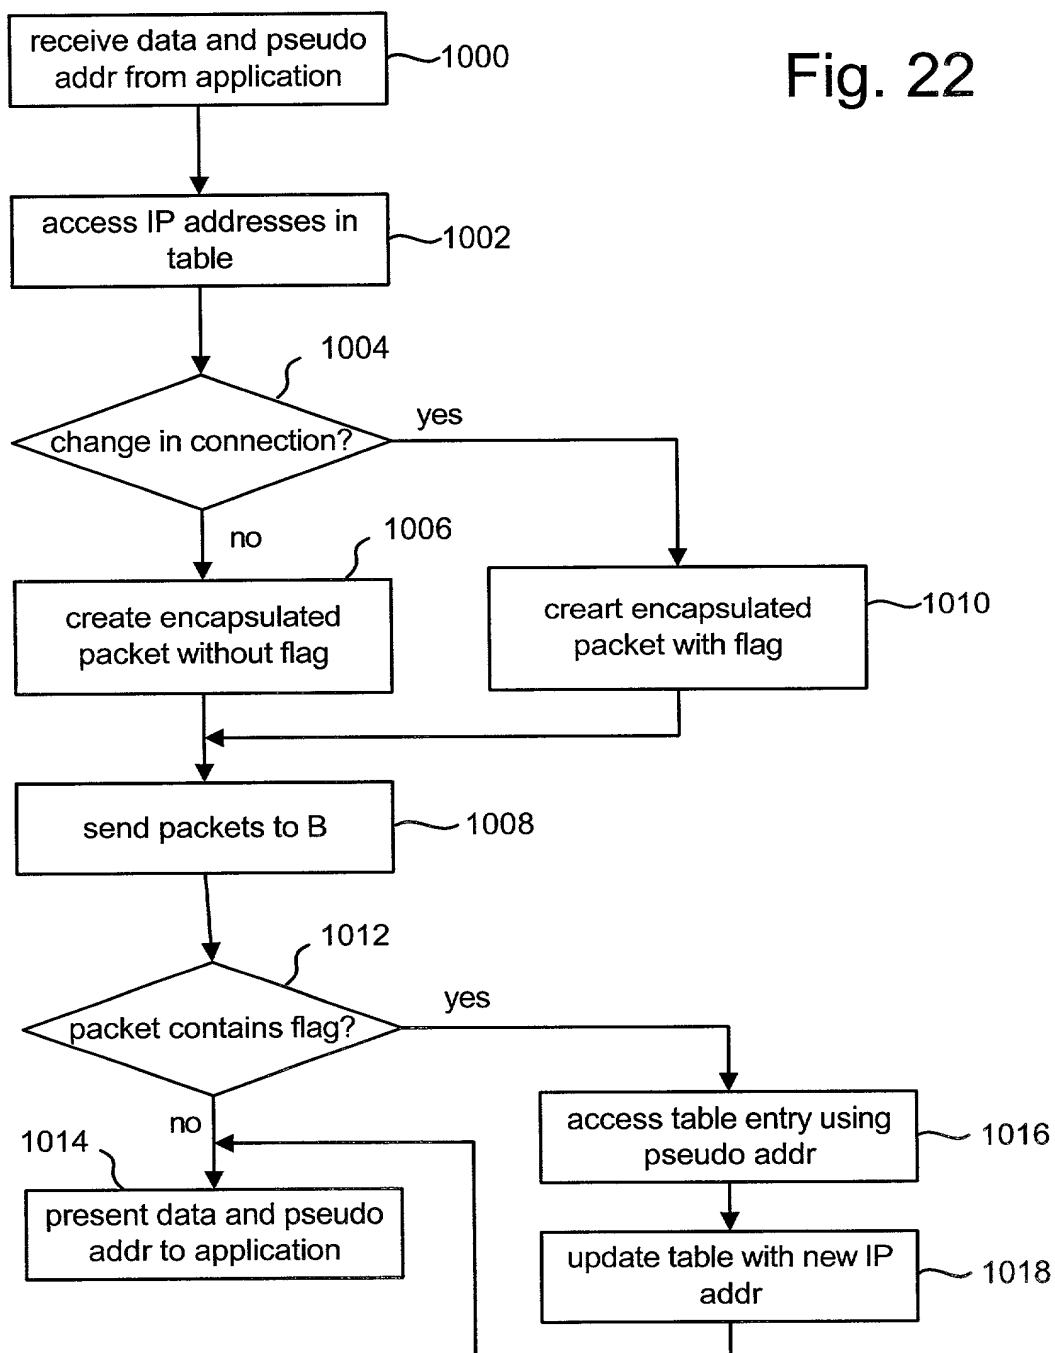 receive data and pseudo
addr from application
1000
Fig. 22
access IP addresses in
table
1002
1004
change in connection?
yes
no
1006
create encapsulated
packet without flag
creart encapsulated
packet with flag
1010
send packets to B
1008
1012
packet contains flag?
yes
no
1014
present data and pseudo
addr to application
access table entry using
pseudo addr
1016
update table with new IP
addr
1018